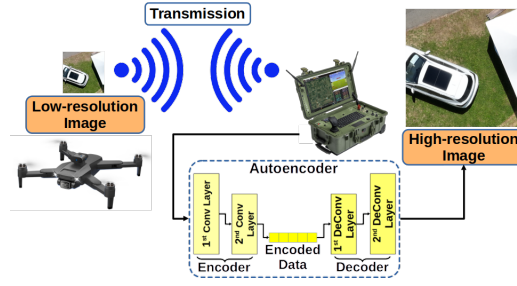 Transmission
Low-resolution
Image
High-resolution
Image
Autoencoder
1st Conv Layer
2nd Conv
Layer
Encoded
Data
1st DeConv
Layer
2nd DeConv
Layer
Encoder
Decoder